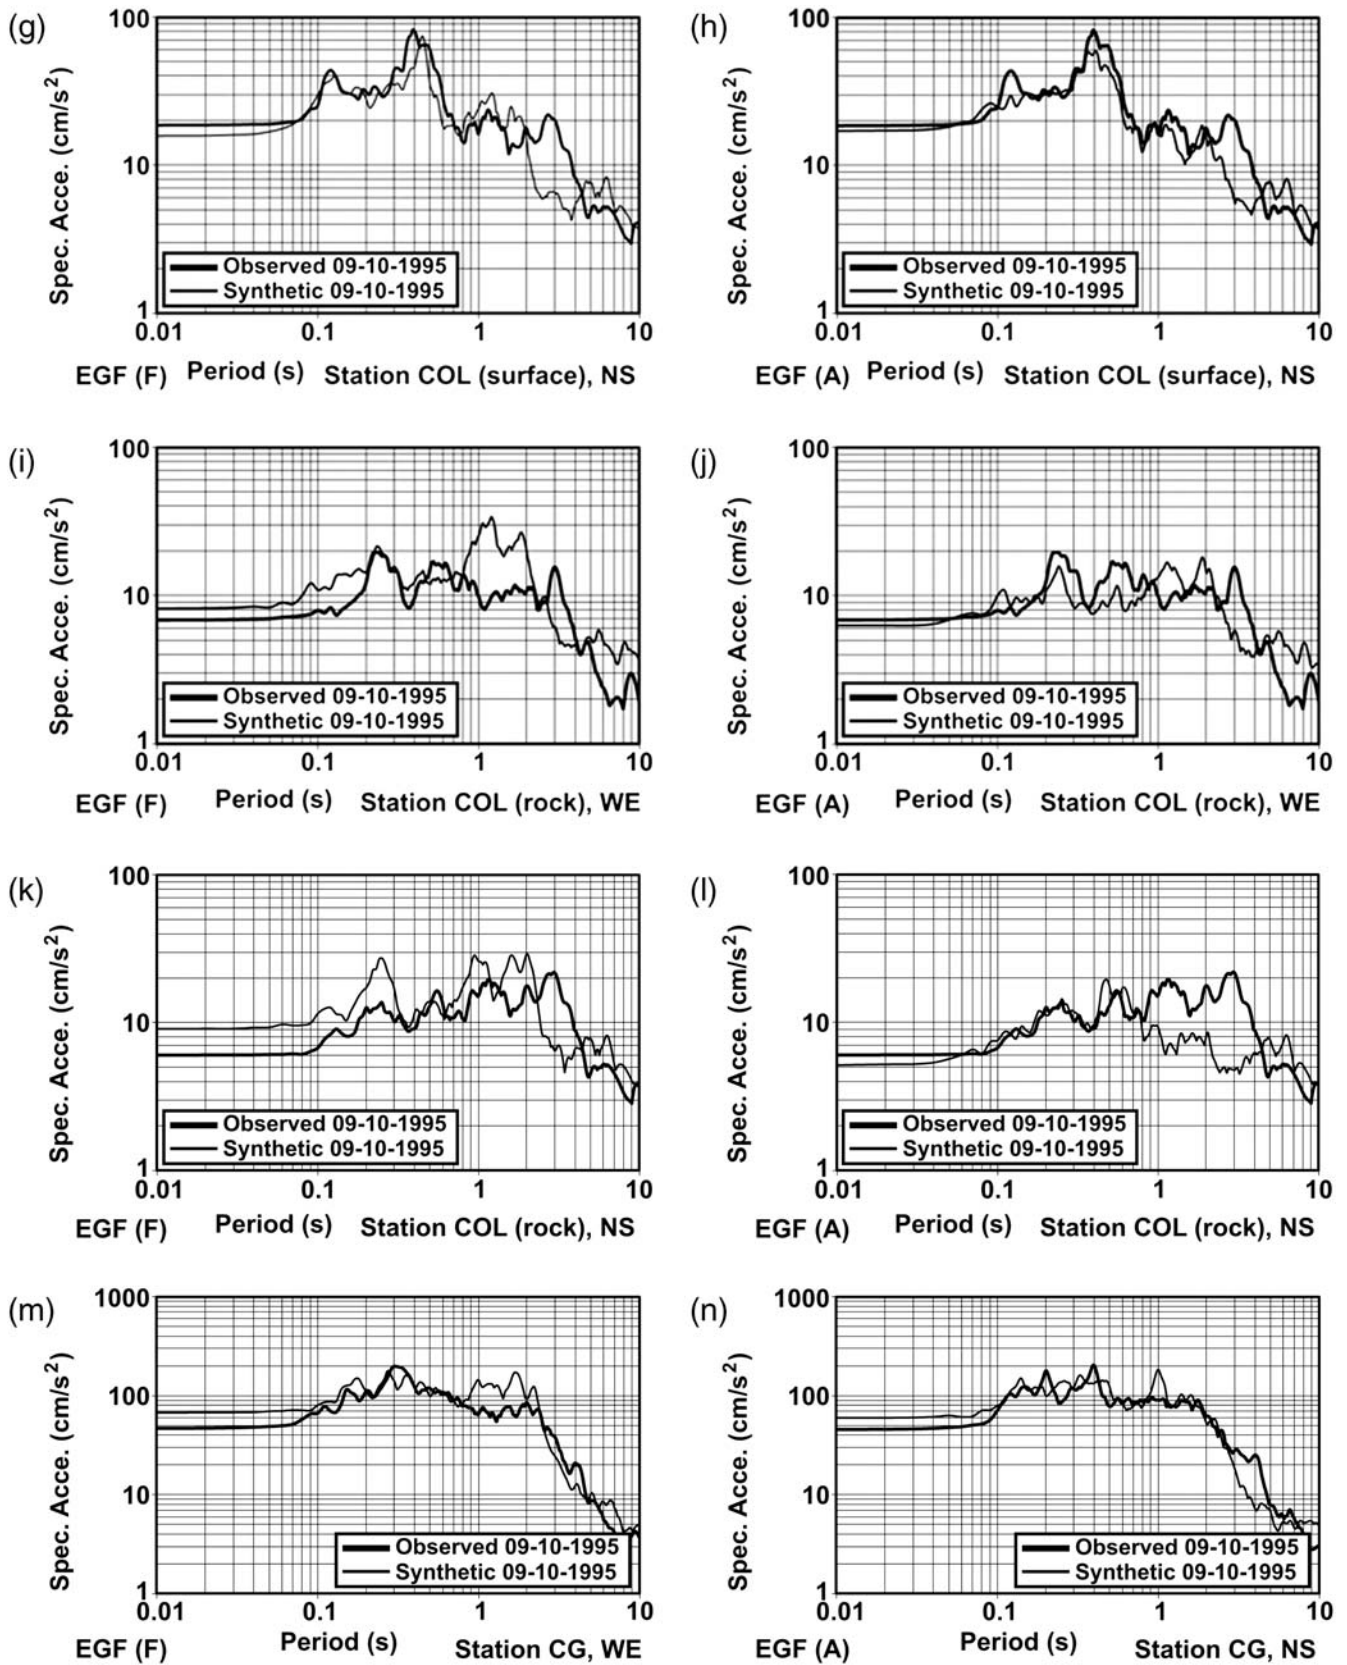 (g)
Spec. Acce. (cm/s²)
100
10
1
Observed 09-10-1995
Synthetic 09-10-1995
0.01 0.1 1 10
EGF (F) Period (s) Station COL (surface), NS
(h)
Spec. Acce. (cm/s²)
100
10
1
Observed 09-10-1995
Synthetic 09-10-1995
0.01 0.1 1 10
EGF (A) Period (s) Station COL (surface), NS
(i)
Spec. Acce. (cm/s²)
100
10
1
Observed 09-10-1995
Synthetic 09-10-1995
0.01 0.1 1 10
EGF (F) Period (s) Station COL (rock), WE
(j)
Spec. Acce. (cm/s²)
100
10
1
Observed 09-10-1995
Synthetic 09-10-1995
0.01 0.1 1 10
EGF (A) Period (s) Station COL (rock), WE
(k)
Spec. Acce. (cm/s²)
100
10
1
Observed 09-10-1995
Synthetic 09-10-1995
0.01 0.1 1 10
EGF (F) Period (s) Station COL (rock), NS
(l)
Spec. Acce. (cm/s²)
100
10
1
Observed 09-10-1995
Synthetic 09-10-1995
0.01 0.1 1 10
EGF (A) Period (s) Station COL (rock), NS
(m)
Spec. Acce. (cm/s²)
1000
100
10
1
Observed 09-10-1995
Synthetic 09-10-1995
0.01 0.1 1 10
EGF (F) Period (s) Station CG, WE
(n)
Spec. Acce. (cm/s²)
1000
100
10
1
Observed 09-10-1995
Synthetic 09-10-1995
0.01 0.1 1 10
EGF (A) Period (s) Station CG, NS